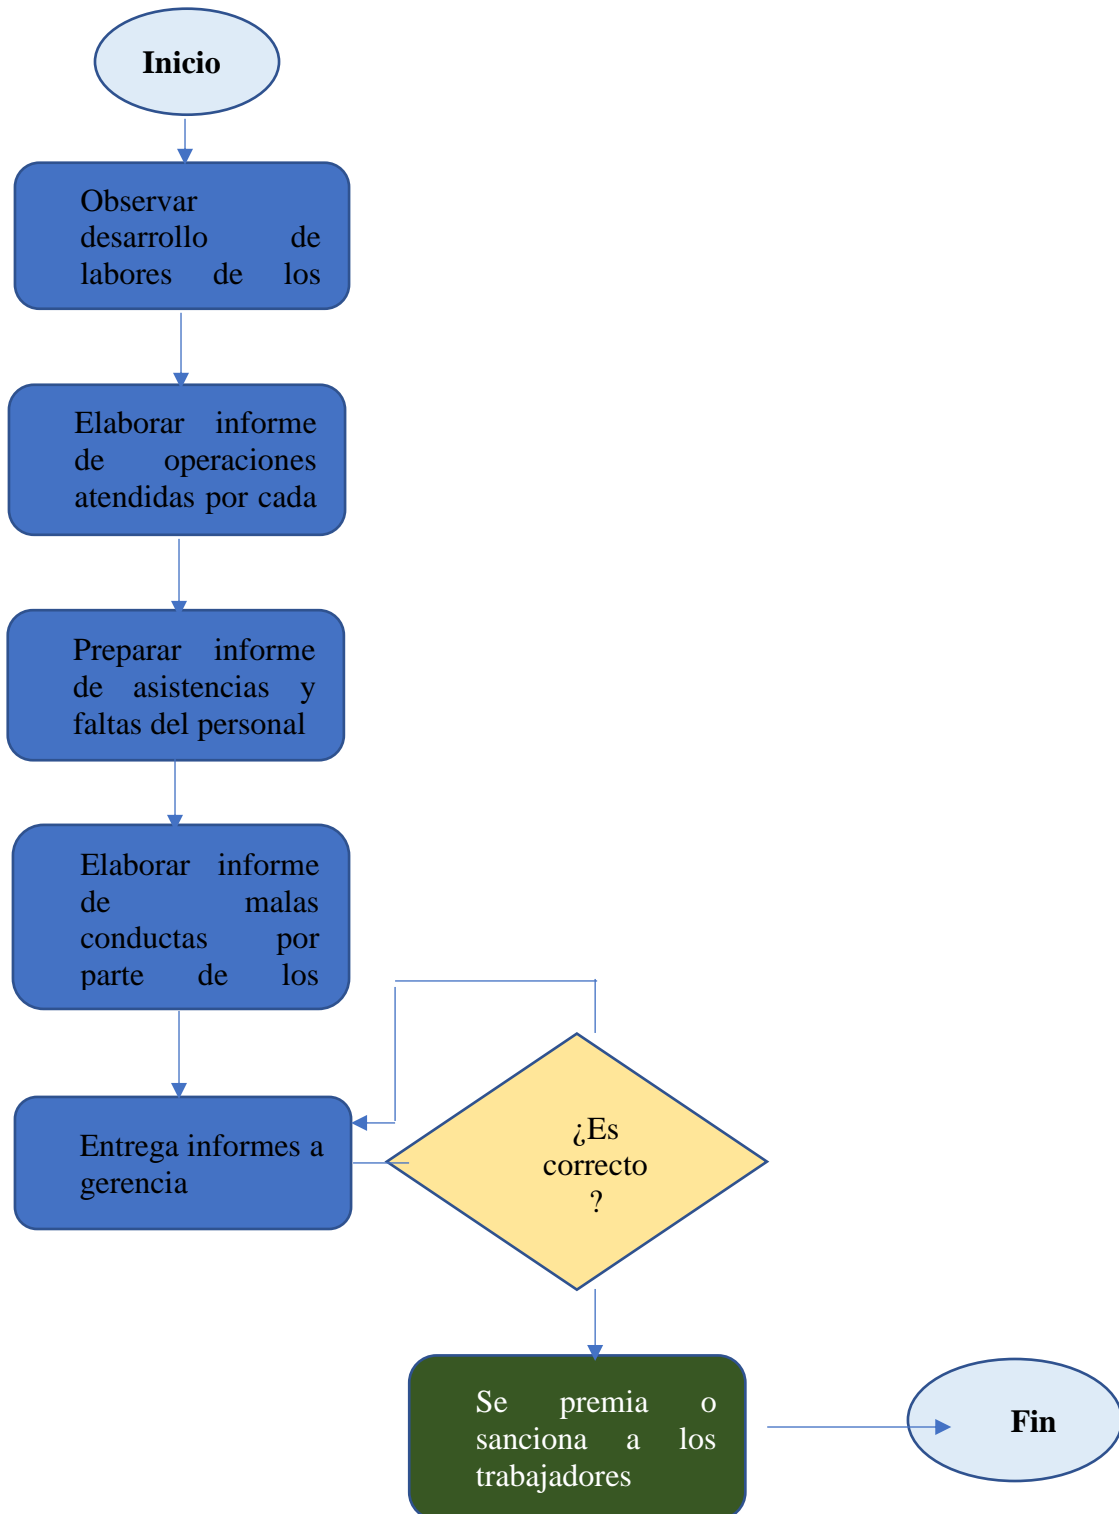 Inicio
Observar
desarrollo de
labores de los
Elaborar informe
de operaciones
atendidas por cada
Preparar informe
de asistencias y
faltas del personal
Elaborar informe
de malas
conductas por
parte de los
Entrega informes a
gerencia
¿Es
correcto
?
Se premia o
sanciona a los
trabajadores
Fin